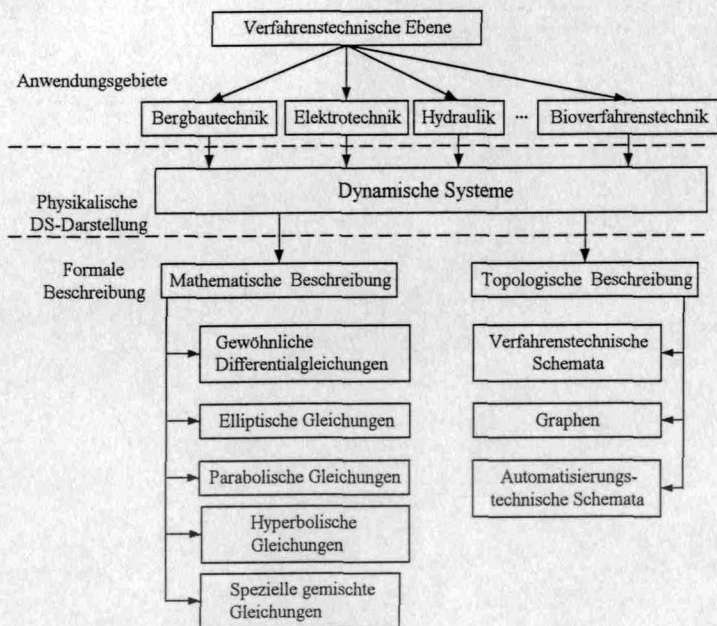 Verfahrenstechnische Ebene
Anwendungsgebiete
Bergbautechnik Elektrotechnik Hydraulik ... Bioverfahrenstechnik
Dynamische Systeme
Physikalische
DS-Darstellung
Formale
Beschreibung
Mathematische Beschreibung
Topologische Beschreibung
Gewöhnliche
Differentialgleichungen
Elliptische Gleichungen
Parabolische Gleichungen
Hyperbolische
Gleichungen
Spezielle gemischte
Gleichungen
Verfahrenstechnische
Schemata
Graphen
Automatisierungs-
technische Schemata